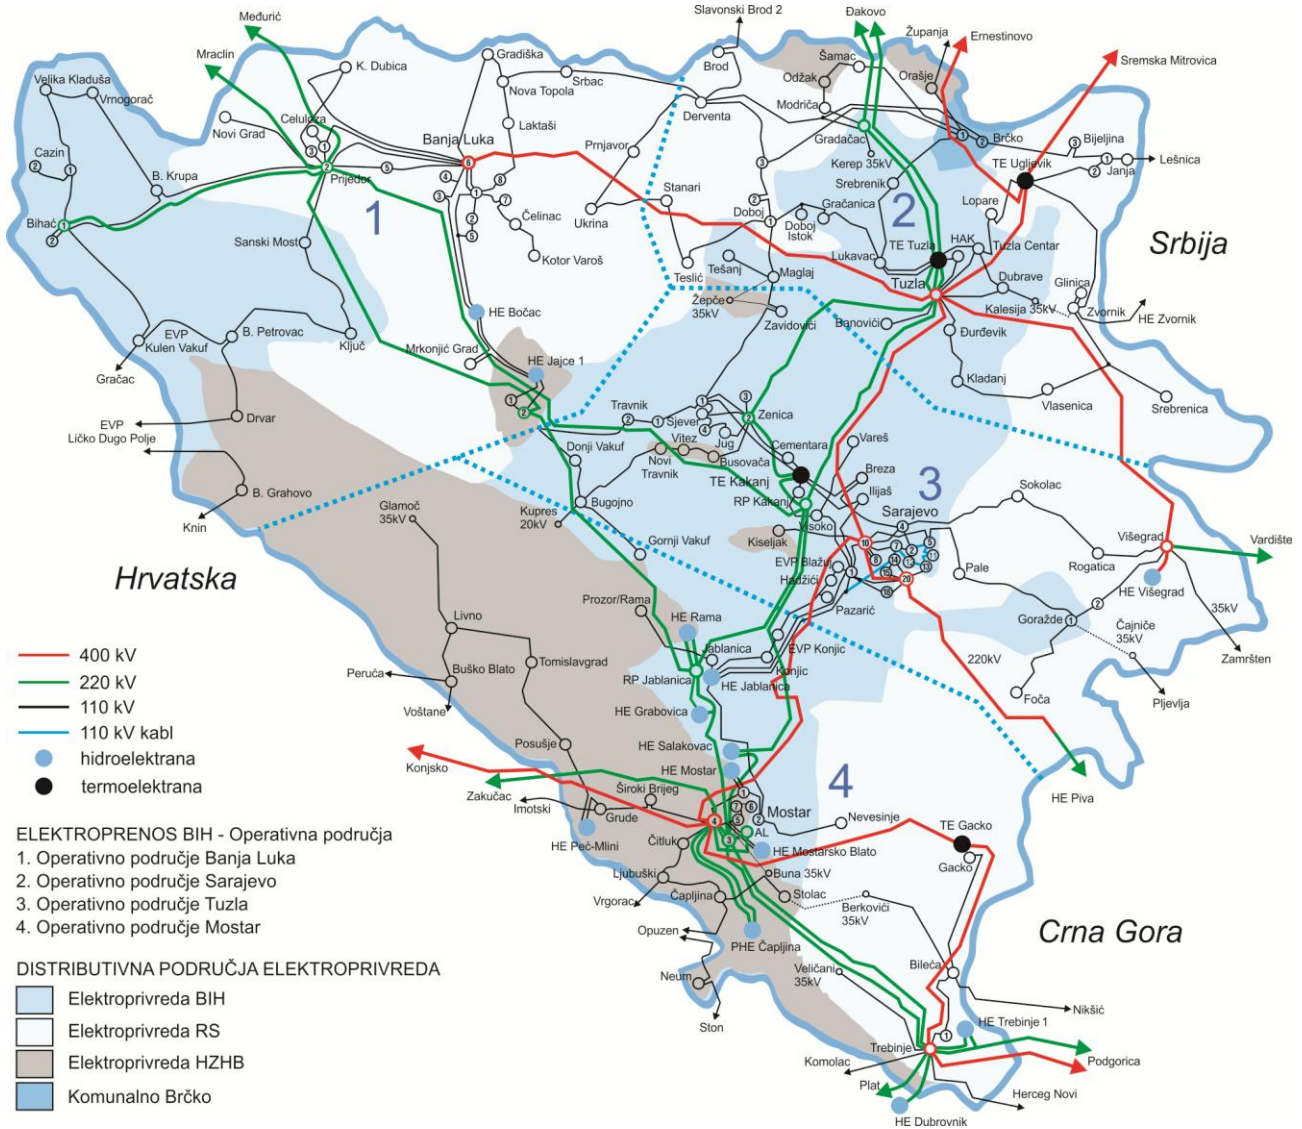 Međurić
Mraclin
Slavonski Brod 2
Đakovo
Županja
Ernestinovo
Sremska Mitrovica
Velika Kladuša
Vrnogorač
K. Dubica
Gradiška
Nova Topola
Srbac
Brod
Šamac
Odžak
Orašje
Modriča
Derventa
Novi Grad
Celuloza
Laktaši
Banja Luka
Prnjavor
Gradačac
Kerep 35kV
Brčko
Bijeljina
Lešnica
Janja
TE Ugljevik
Cazin
B. Krupa
Prijedor
Bihać
1
Stanari
Srebrenik
2
Lopare
Čelinac
Ukrina
Doboj
Doboj
Istok
Gračanica
TE Tuzla
HAK
Tuzla Centar
Srbija
Sanski Most
Kotor Varoš
Teslić
Tešanj
Maglaj
Lukavac
Tuzla
Dubrave
Glinica
Kalesija 35kV
Zvornik
HE Zvornik
HE Bočac
Žepče
35kV
Zavidovići
Banovići
Đurđevik
EVP
Kulen Vakuf
B. Petrovac
Ključ
Mrkonjić Grad
HE Jajce 1
Gračac
Kladanj
Vlasenica
Srebrenica
Drvar
EVP
Ličko Dugo Polje
Travnik
Sjever
Zenica
Donji Vakuf
Vitez
Jug
Novi
Travnik
Busovača
Cementara
Vareš
Breza
TE Kakanj
RP Kakanj
Ilijaš
3
Sarajevo
Sokolac
B. Grahovo
Knin
Glamoč
35kV
Kupres
20kV
Bugojno
Visoko
Kiseljak
Višegrad
Vardište
Gornji Vakuf
EVP Blažuj
Hadžići
Rogatica
Pale
HE Višegrad
Hrvatska
Prozor/Rama
HE Rama
Pazarić
Goražde
Čajniče
35kV
35kV
Zamršten
Livno
Jablanica
EVP Konjic
Konjic
220kV
Foča
Pljevlja
400 kV
220 kV
110 kV
110 kV kabl
hidroelektrana
termoelektrana
Buško Blato
Tomislavgrad
Peruća
Voštane
RP Jablanica
HE Jablanica
HE Grabovica
Posušje
HE Salakovac
HE Mostar
Konjsko
Zakučac
4
HE Piva
Široki Brijeg
Imotski
Grude
Mostar
Nevesinje
TE Gacko
Gacko
HE Peć-Mlini
Čitluk
AL
HE Mostarsko Blato
Ljubuški
Buna 35kV
Vrgorac
Čapljina
Stolac
Berkovići
35kV
ELEKTROPRENOS BIH - Operativna područja
1. Operativno područje Banja Luka
2. Operativno područje Sarajevo
3. Operativno područje Tuzla
4. Operativno područje Mostar
Opuzen
PHE Čapljina
Crna Gora
DISTRIBUTIVNA PODRUČJA ELEKTROPRIVREDA
Elektroprivreda BIH
Elektroprivreda RS
Elektroprivreda HZHB
Komunalno Brčko
Neum
Ston
Veličani
35kV
Bileća
Nikšić
HE Trebinje 1
Trebinje
Komolac
Podgorica
Plat
Herceg Novi
HE Dubrovnik